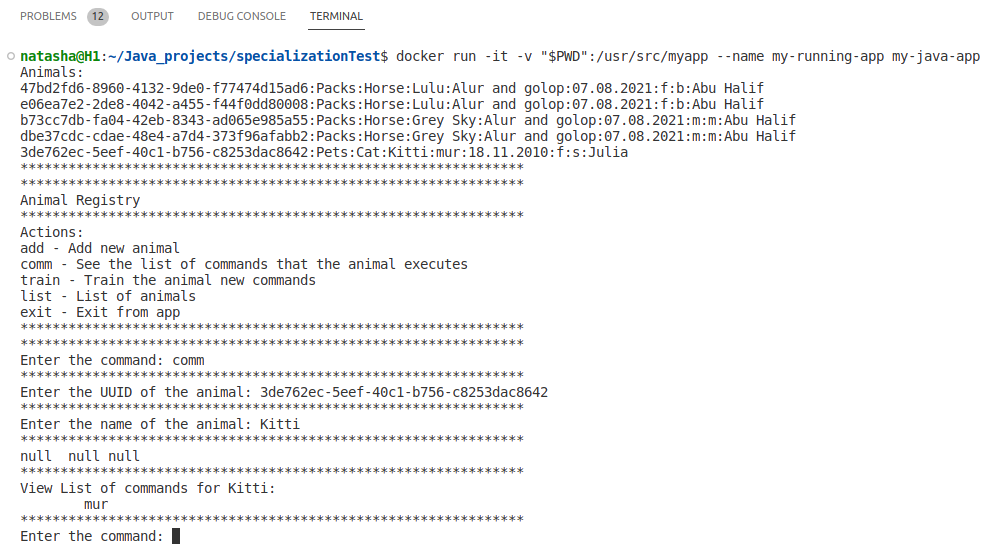 PROBLEMS 12 OUTPUT DEBUG CONSOLE TERMINAL
natasha@H1:~/Java_projects/specializationTest$ docker run -it -v "$PWD":/usr/src/myapp --name my-running-app my-java-app
Animals:
47bd2fd6-8960-4132-9de0-f77474d15ad6:Packs:Horse:Lulu:Alur and golop:07.08.2021:f:b:Abu Halif
e06ea7e2-2de8-4042-a455-f44f0dd80008:Packs:Horse:Lulu:Alur and golop:07.08.2021:f:b:Abu Halif
b73cc7db-fa04-42eb-8343-ad065e985a55:Packs:Horse:Grey Sky:Alur and golop:07.08.2021:m:m:Abu Halif
dbe37cdc-cdae-48e4-a7d4-373f96afabb2:Packs:Horse:Grey Sky:Alur and golop:07.08.2021:m:m:Abu Halif
3de762ec-5eef-40c1-b756-c8253dac8642:Pets:Cat:Kitti:mur:18.11.2010:f:s:Julia
***************************************************************
***************************************************************
Animal Registry
***************************************************************
Actions:
add - Add new animal
comm - See the list of commands that the animal executes
train - Train the animal new commands
list - List of animals
exit - Exit from app
***************************************************************
***************************************************************
Enter the command: comm
***************************************************************
Enter the UUID of the animal: 3de762ec-5eef-40c1-b756-c8253dac8642
***************************************************************
Enter the name of the animal: Kitti
***************************************************************
null  null null
***************************************************************
View List of commands for Kitti:
        mur
***************************************************************
Enter the command: